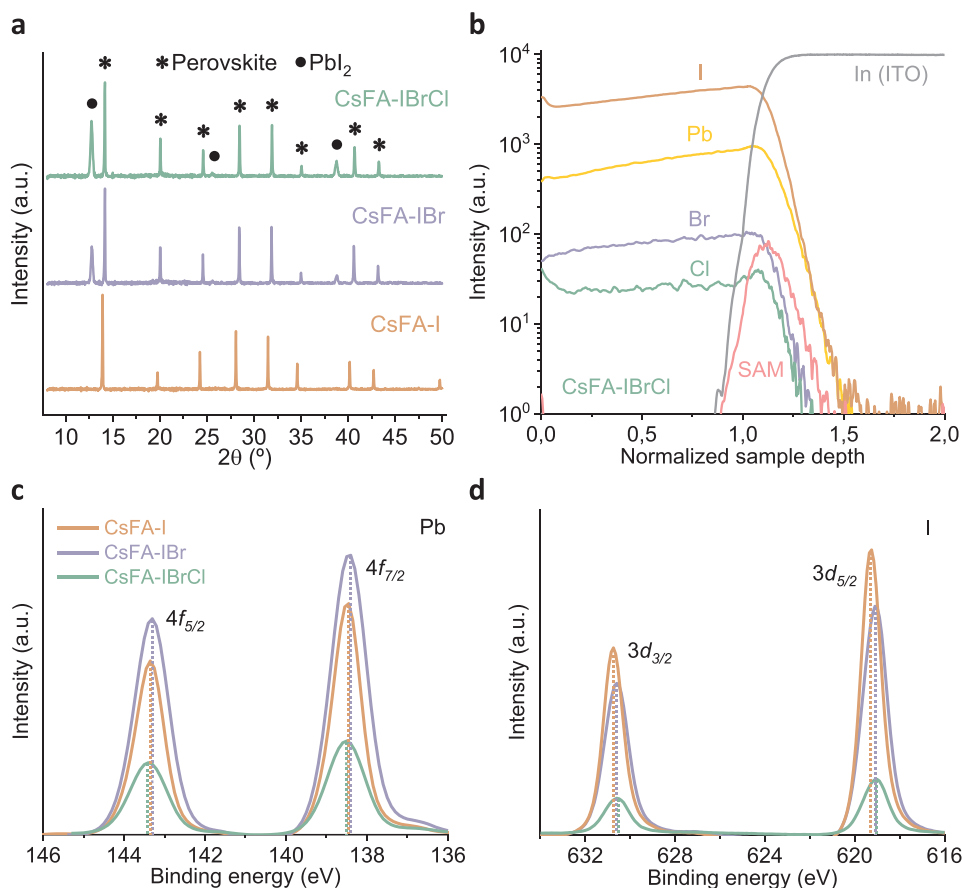 a
* Perovskite ● PbI2
CsFA-IBrCl
CsFA-IBr
CsFA-I
Intensity (a.u.)
10 15 20 25 30 35 40 45 50
2θ (º)
b
10^4
10^3
10^2
10^1
10^0
I
In (ITO)
Pb
Br
Cl
SAM
CsFA-IBrCl
Intensity (a.u.)
0,0 0,5 1,0 1,5 2,0
Normalized sample depth
c
CsFA-I
CsFA-IBr
CsFA-IBrCl
Pb
4f7/2
4f5/2
Intensity (a.u.)
146 144 142 140 138 136
Binding energy (eV)
d
I
3d5/2
3d3/2
Intensity (a.u.)
632 628 624 620 616
Binding energy (eV)